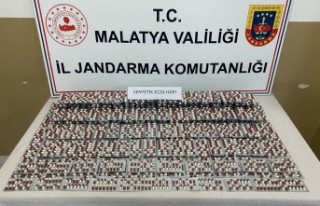 T.C.
MALATYA VALİLİĞİ
İL JANDARMA KOMUTANLIĞI
SENTETİK ECZA HAPI